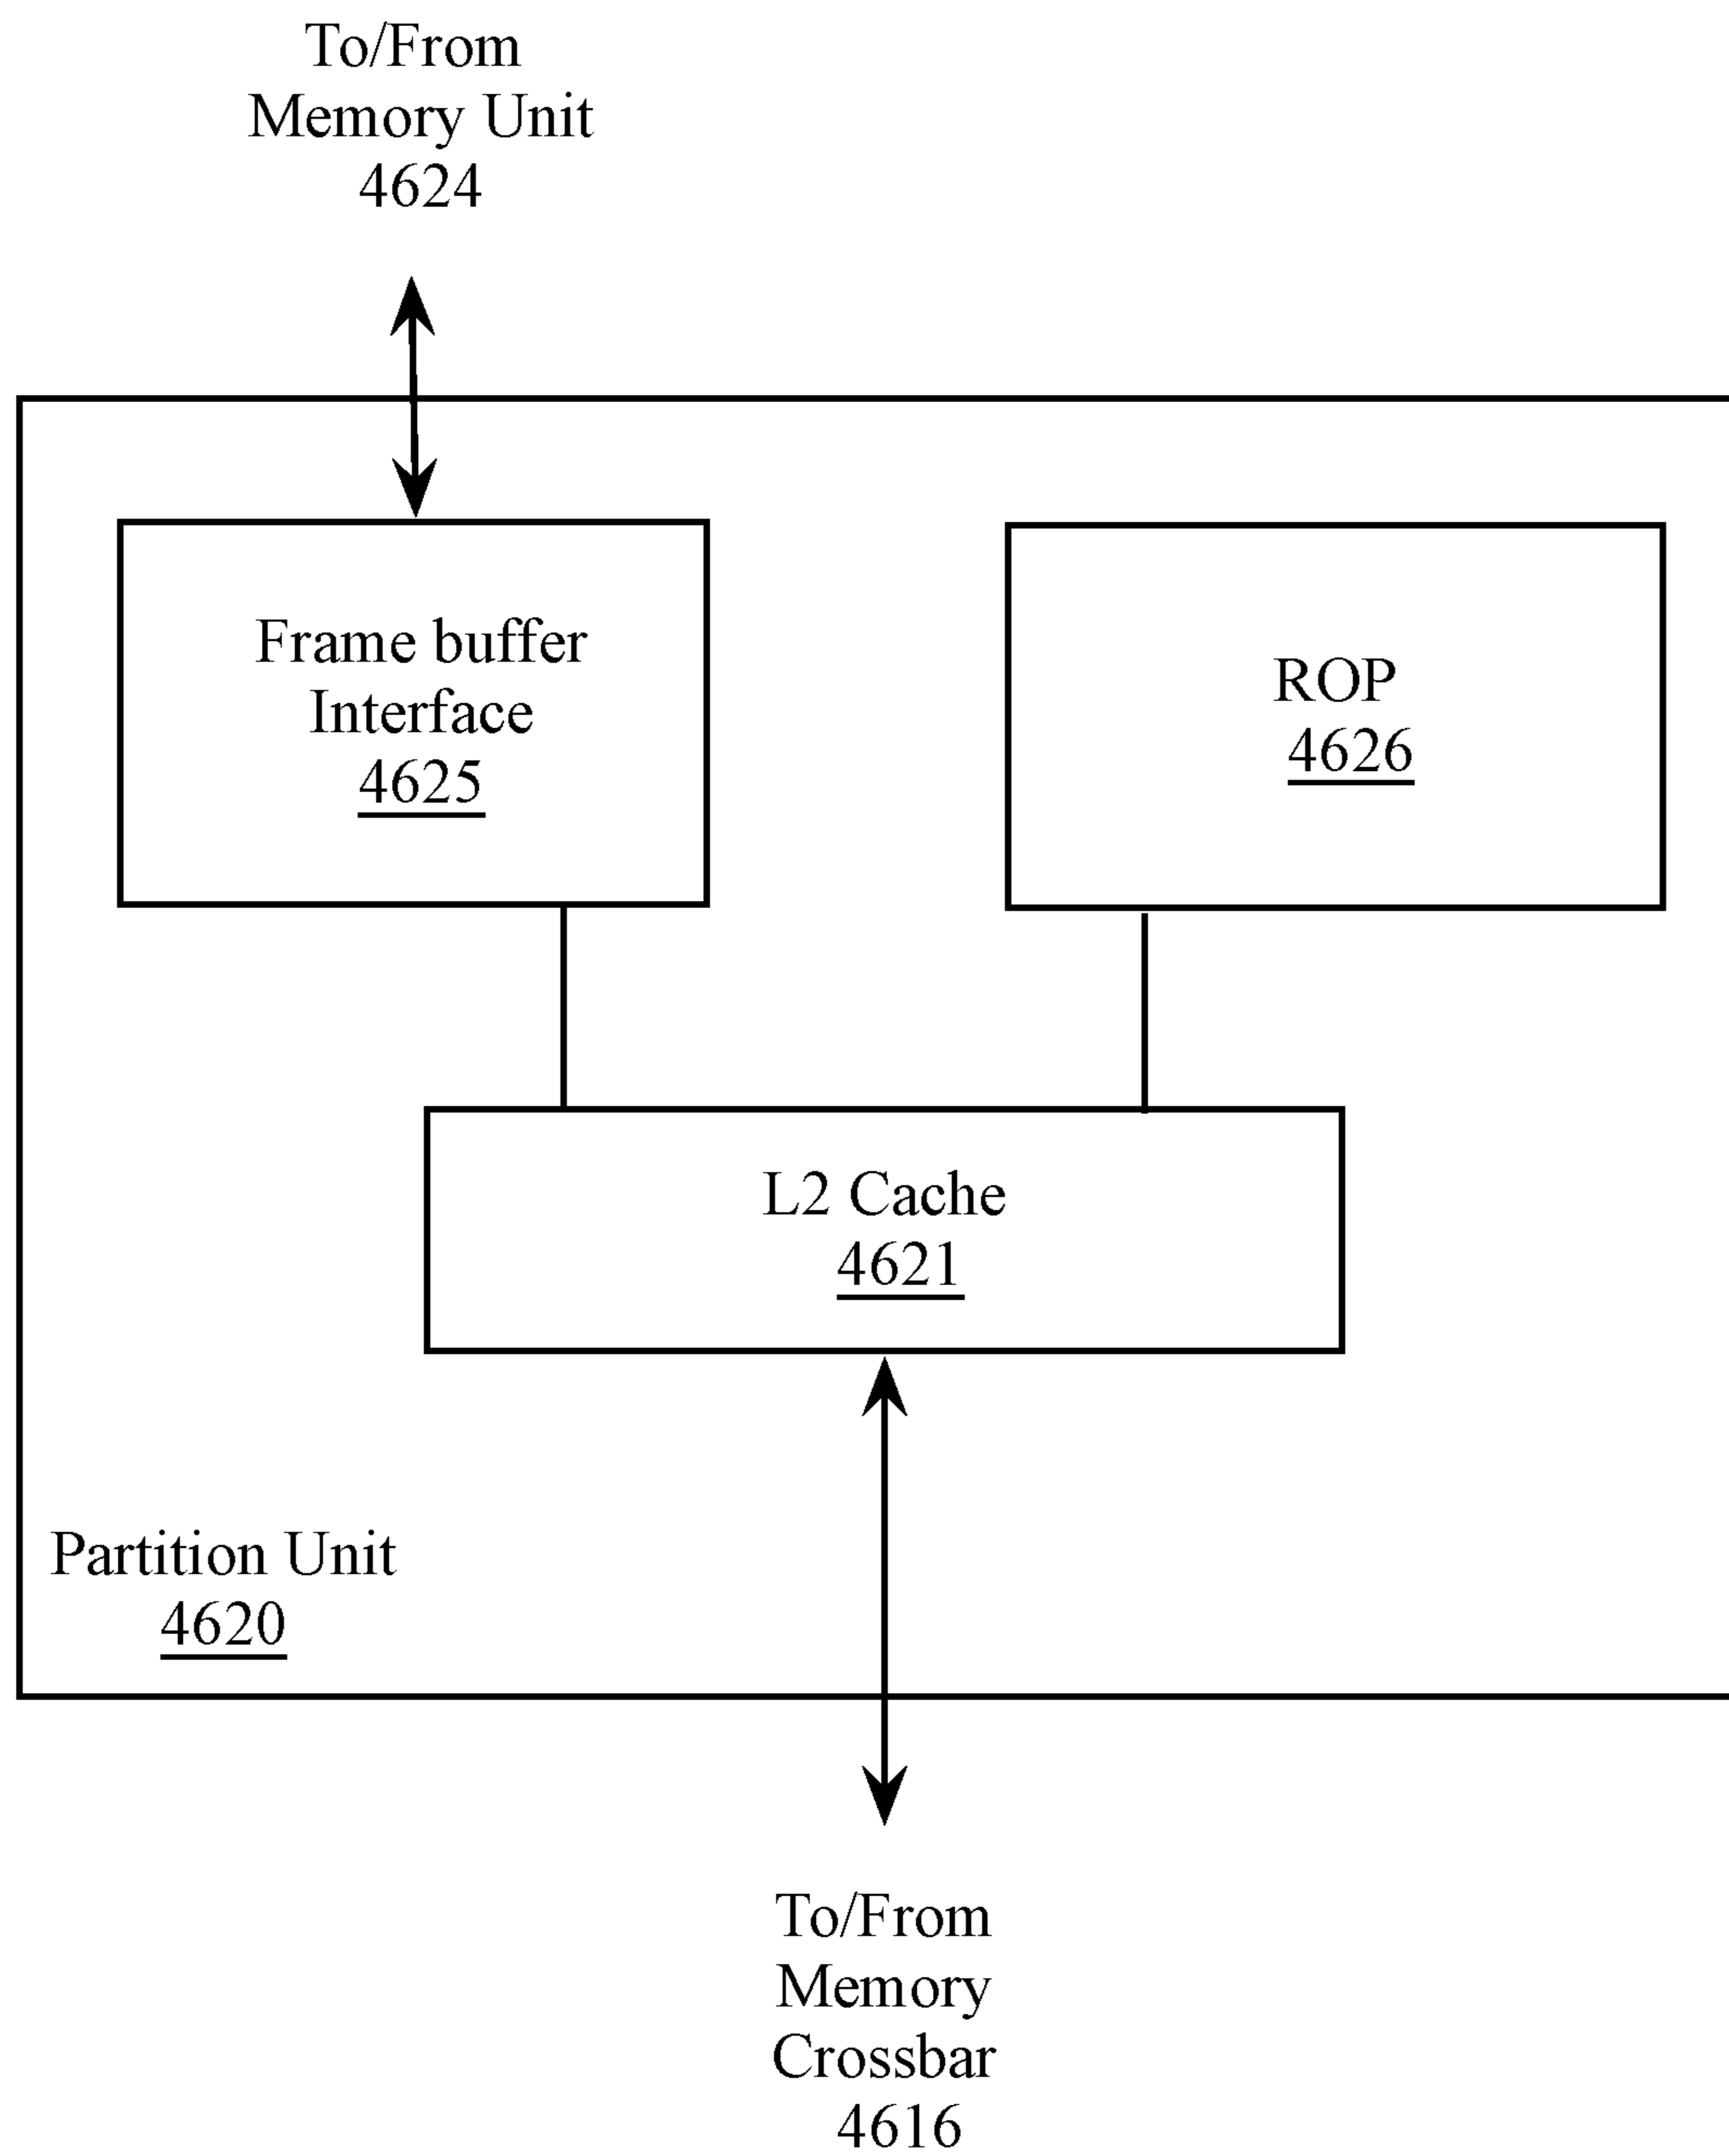 To/From
Memory Unit
4624
Frame buffer
Interface
4625
ROP
4626
L2 Cache
4621
Partition Unit
4620
To/From
Memory
Crossbar
4616